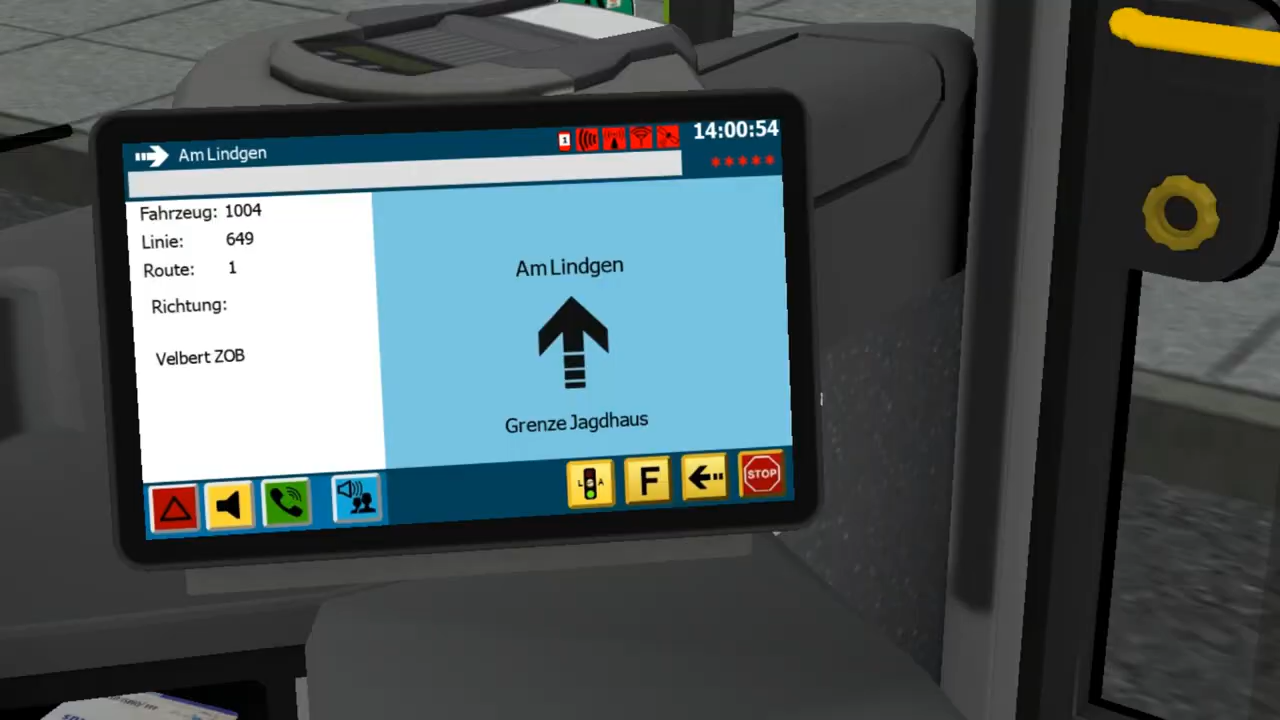 Am Lindgen
1
14:00:54
*****
Fahrzeug: 1004
Linie: 649
Route: 1
Richtung:
Velbert ZOB
Am Lindgen
Grenze Jagdhaus
L A
F
STOP